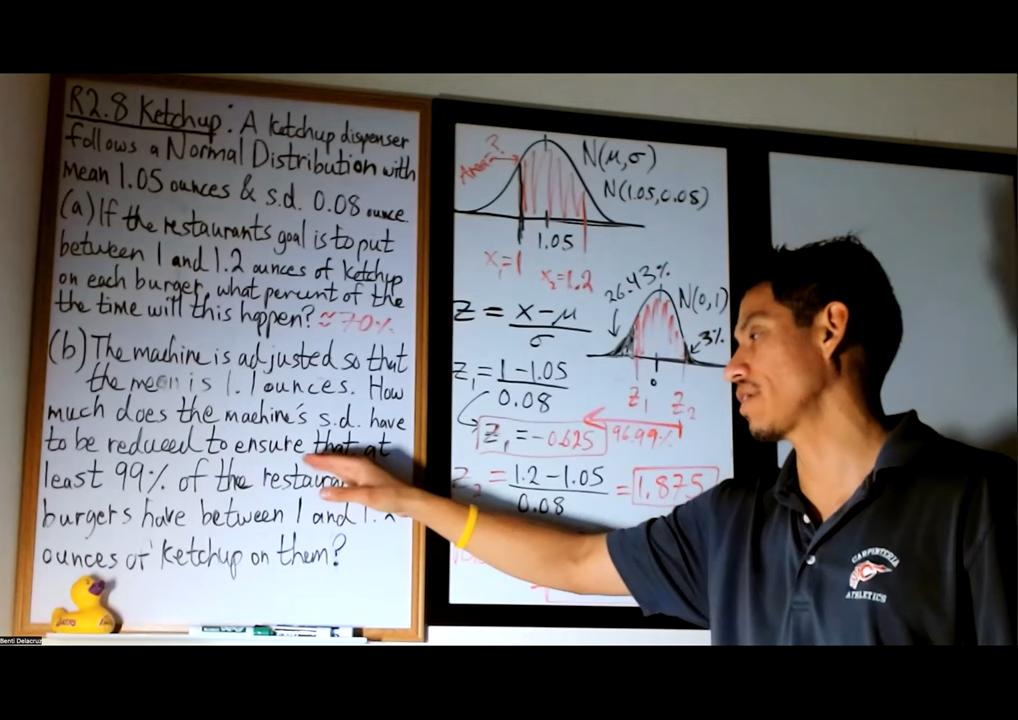 R2.8 Ketchup: A ketchup dispenser
follows a Normal Distribution with
mean 1.05 ounces & s.d. 0.08 ounce.
(a) If the restaurants goal is to put
between 1 and 1.2 ounces of ketchup
on each burger, what percent of the
the time will this happen? ≈70%
(b) The machine is adjusted so that
the mean is 1.1 ounces. How
much does the machine's s.d. have
to be reduced to ensure that at
least 99% of the
burgers have between 1 and
ounces of ketchup on them?
Area?
N(μ,σ)
N(1.05,0.08)
1.05
x₁=1
x₂=1.2
26.43%
N(0,1)
3%
0
z₁ z₂
z = x-μ / σ
z₁ = 1-1.05 / 0.08
z₁ = -0.625
96.99%
z₂ = 1.2-1.05 / 0.08 = 1.875
CARPINTERIA
ATHLETICS
Benti Delacruz